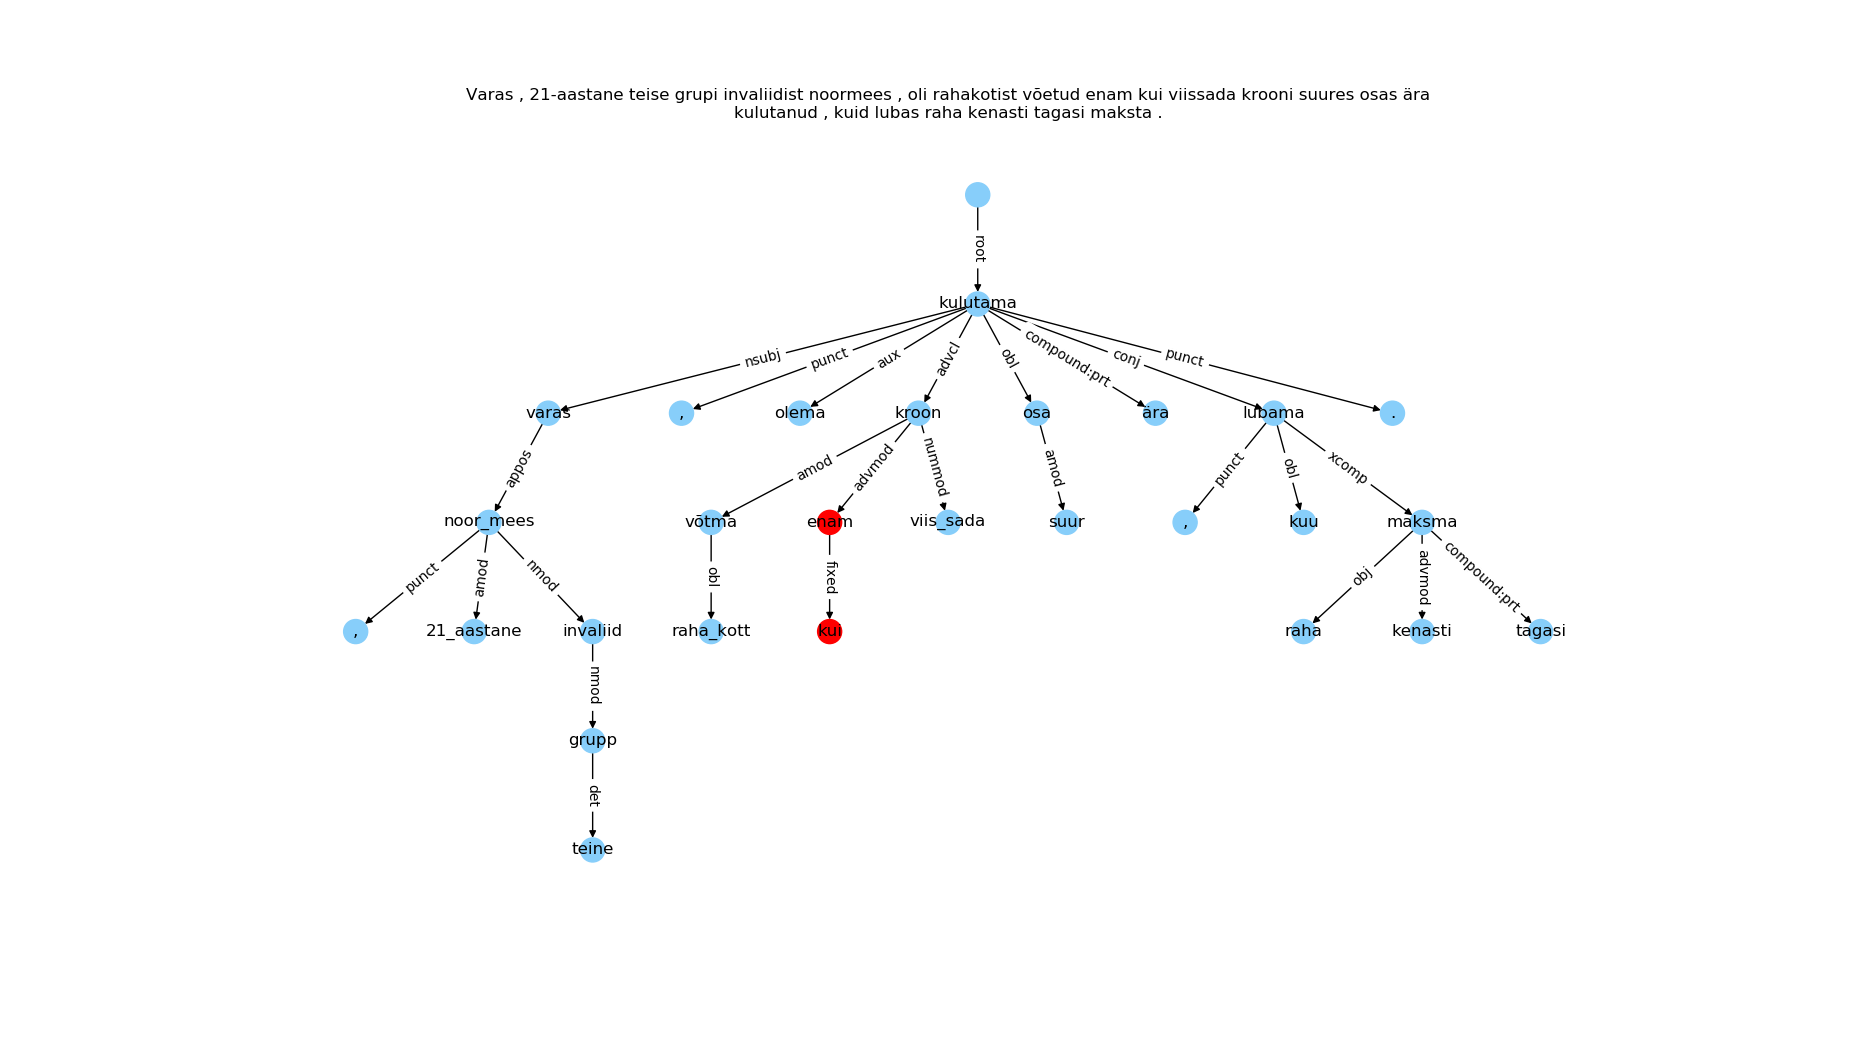 Varas , 21-aastane teise grupi invaliidist noormees , oli rahakotist võetud enam kui viissada krooni suures osas ära
kulutanud , kuid lubas raha kenasti tagasi maksta .
root
kulutama
nsubj punct aux advcl obl compound:prt conj punct
varas , olema kroon osa ära lubama .
appos amod advmod nummod amod punct obl xcomp
noor_mees võtma enam viis_sada suur , kuu maksma
punct amod nmod obl fixed obj advmod compound:prt
, 21_aastane invaliid raha_kott kui raha kenasti tagasi
nmod
grupp
det
teine